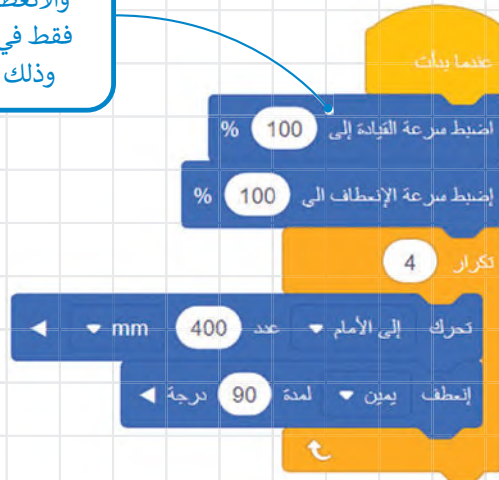 والانعطا
فقط في
وذلك
عندما بدأت
اضبط سرعة القيادة إلى 100 %
إضبط سرعة الإنعطاف الى 100 %
تكرار 4
تحرك إلى الأمام عدد 400 mm
إنعطف يمين لمدة 90 درجة